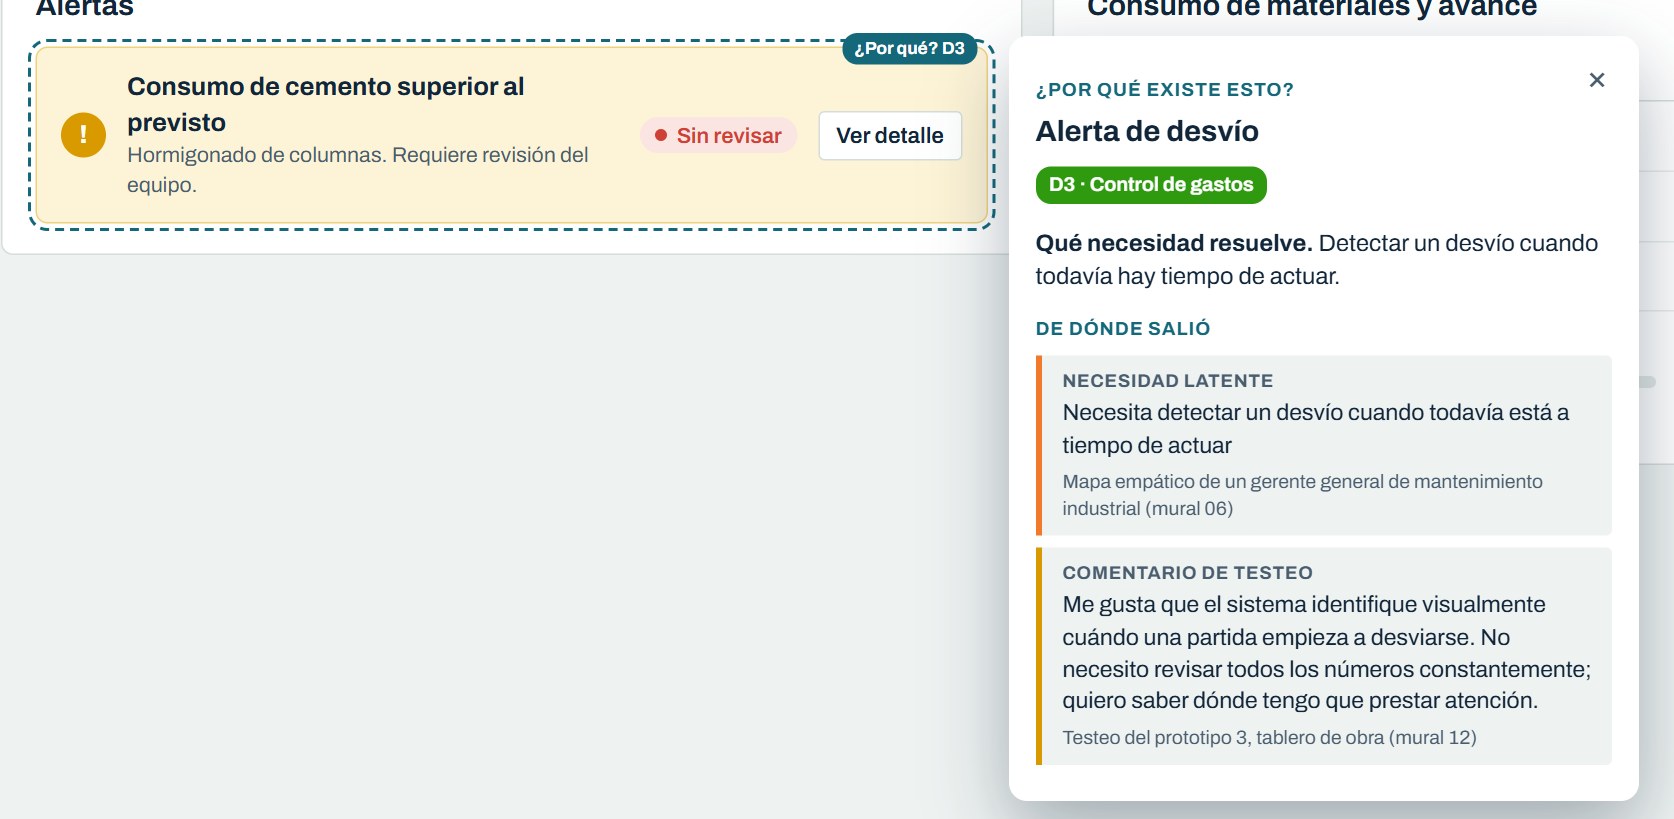 Alertas
¿Por qué? D3
Consumo de cemento superior al
previsto
Hormigonado de columnas. Requiere revisión del
equipo.
!
Sin revisar
Ver detalle
Consumo de materiales y avance
¿POR QUÉ EXISTE ESTO?
Alerta de desvío
D3 · Control de gastos
Qué necesidad resuelve. Detectar un desvío cuando
todavía hay tiempo de actuar.
DE DÓNDE SALIÓ
NECESIDAD LATENTE
Necesita detectar un desvío cuando todavía está a
tiempo de actuar
Mapa empático de un gerente general de mantenimiento
industrial (mural 06)
COMENTARIO DE TESTEO
Me gusta que el sistema identifique visualmente
cuándo una partida empieza a desviarse. No
necesito revisar todos los números constantemente;
quiero saber dónde tengo que prestar atención.
Testeo del prototipo 3, tablero de obra (mural 12)